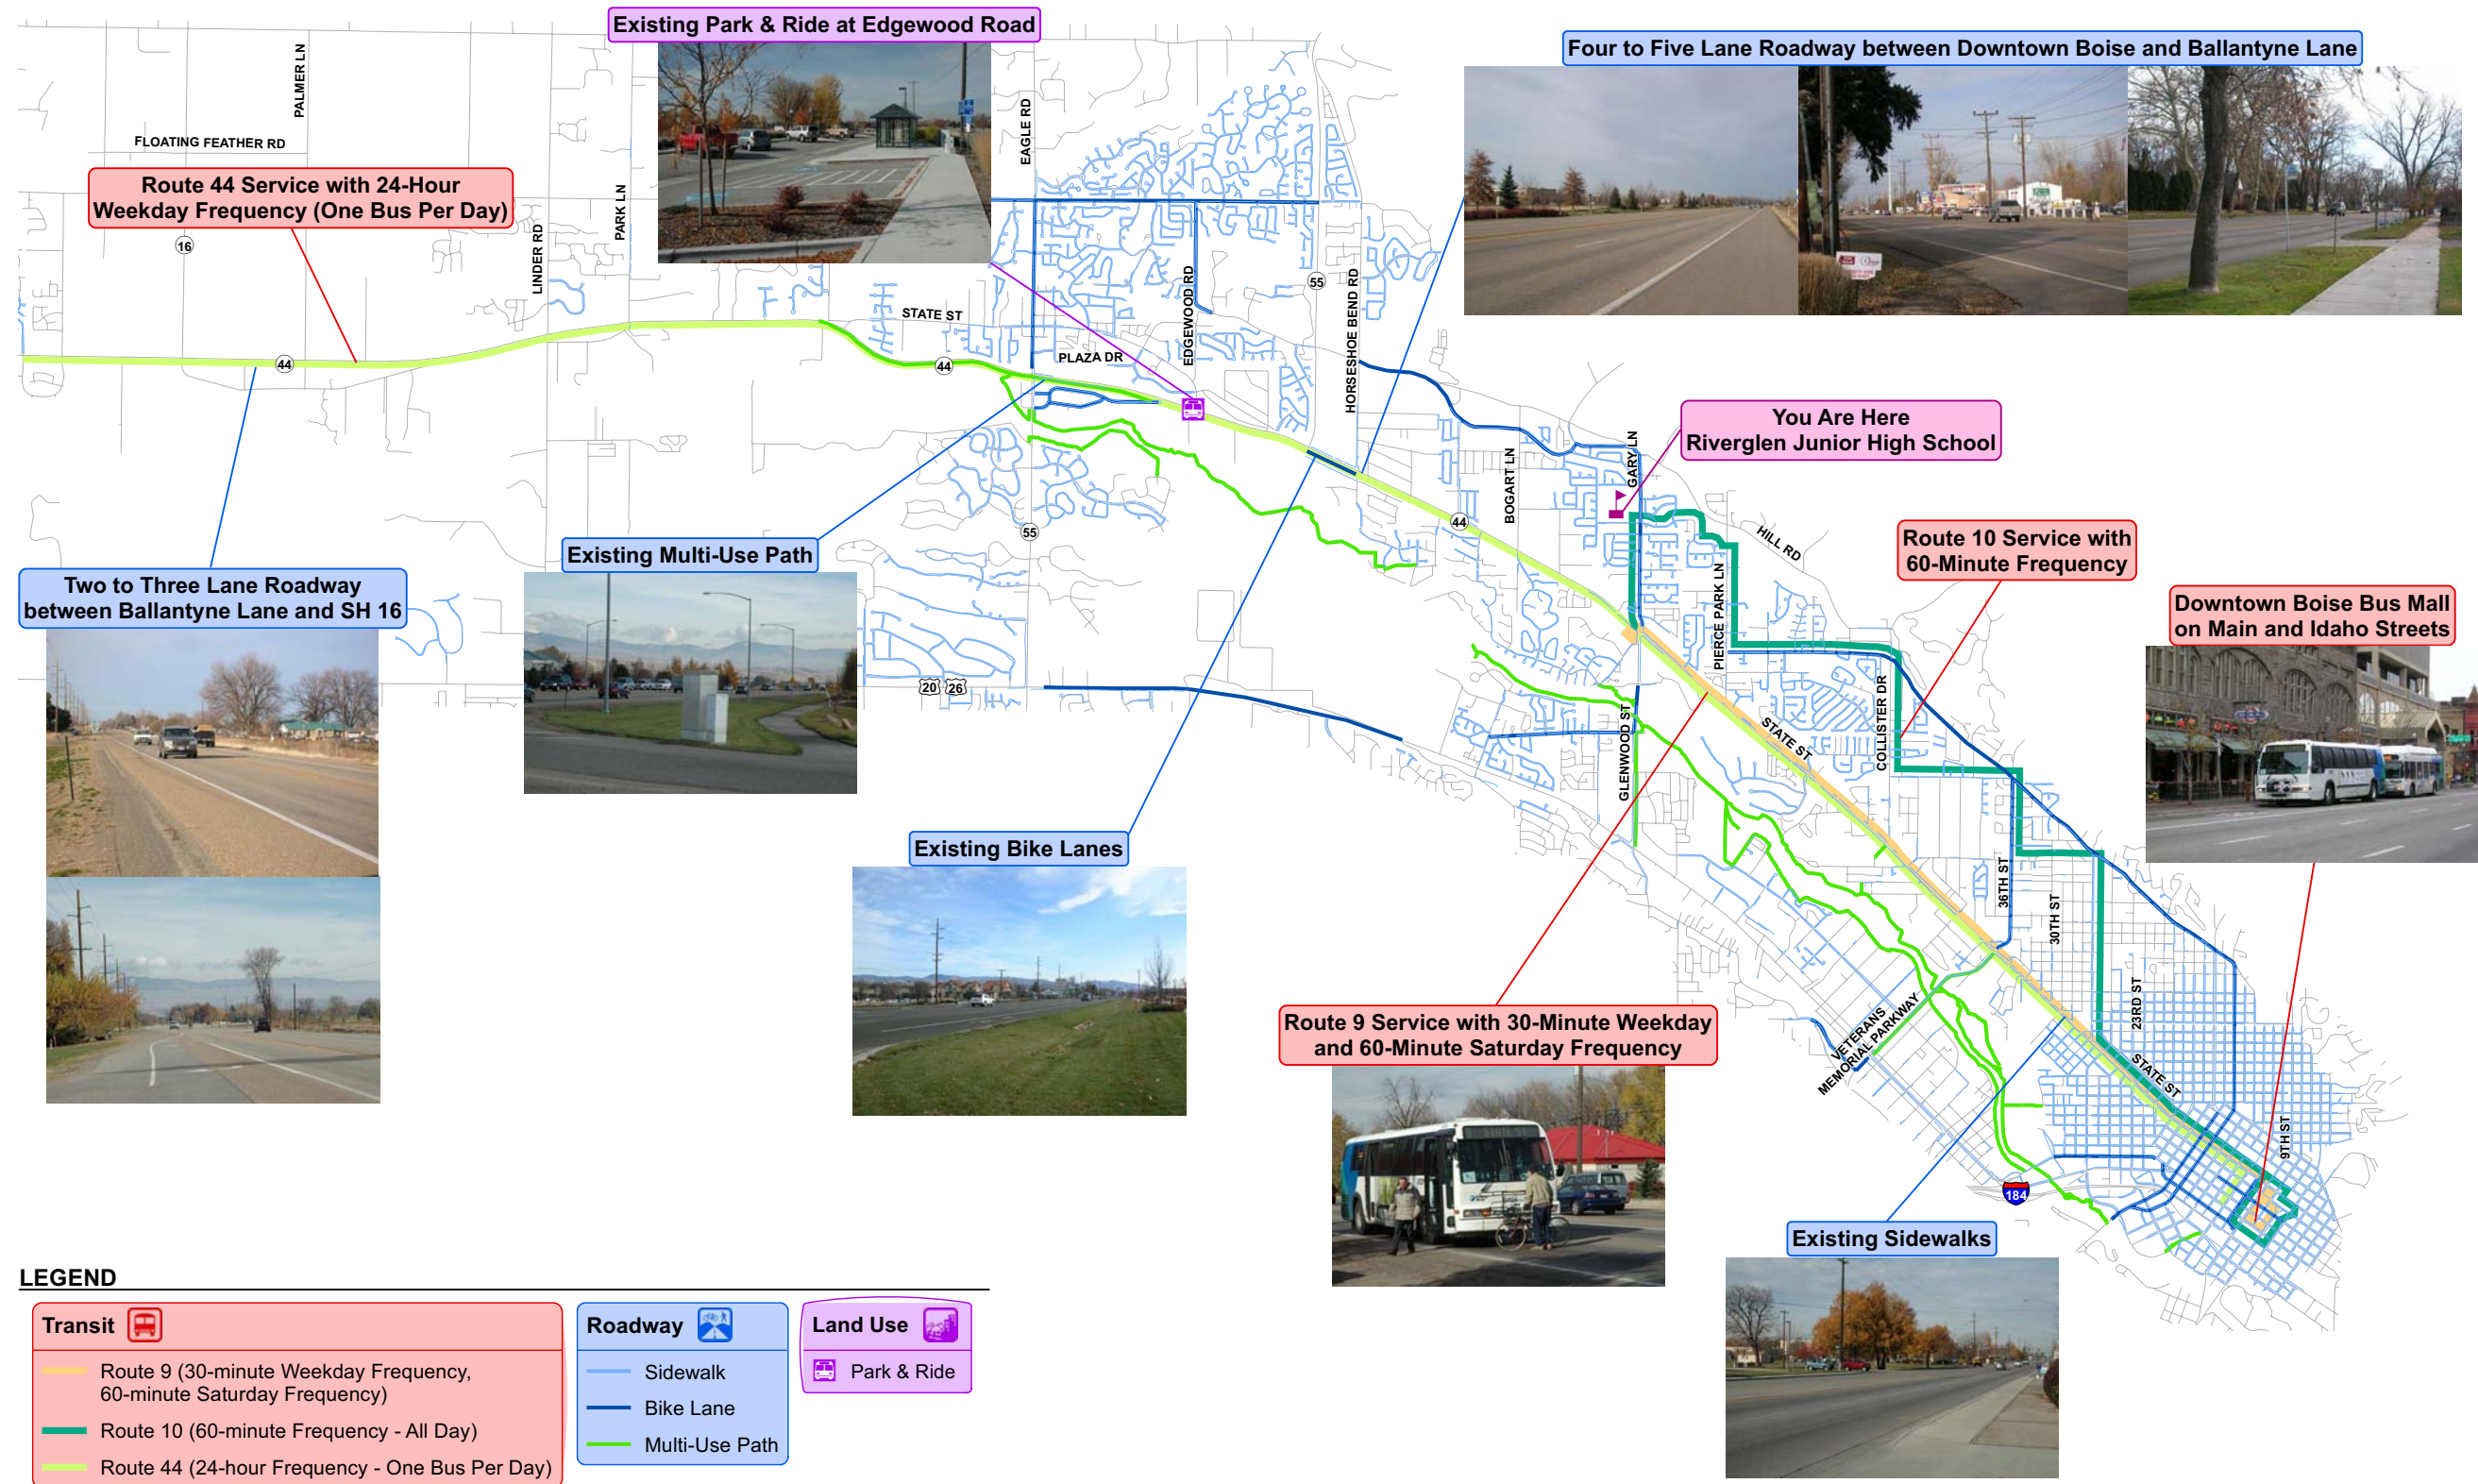 Existing Park & Ride at Edgewood Road
Four to Five Lane Roadway between Downtown Boise and Ballantyne Lane
PALMER LN
FLOATING FEATHER RD
EAGLE RD
Route 44 Service with 24-Hour
Weekday Frequency (One Bus Per Day)
16
LINDER RD
PARK LN
STATE ST
44
44
PLAZA DR
EDGEWOOD RD
55
HORSESHOE BEND RD
You Are Here
Riverglen Junior High School
GARY LN
BOGART LN
44
HILL RD
55
Existing Multi-Use Path
Route 10 Service with
60-Minute Frequency
Two to Three Lane Roadway
between Ballantyne Lane and SH 16
PIERCE PARK LN
Downtown Boise Bus Mall
on Main and Idaho Streets
20 26
GLENWOOD ST
STATE ST
COLLISTER DR
Existing Bike Lanes
36TH ST
30TH ST
23RD ST
Route 9 Service with 30-Minute Weekday
and 60-Minute Saturday Frequency
VETERANS
MEMORIAL PARKWAY
STATE ST
9TH ST
184
Existing Sidewalks
LEGEND
Transit
Route 9 (30-minute Weekday Frequency,
60-minute Saturday Frequency)
Route 10 (60-minute Frequency - All Day)
Route 44 (24-hour Frequency - One Bus Per Day)
Roadway
Sidewalk
Bike Lane
Multi-Use Path
Land Use
Park & Ride